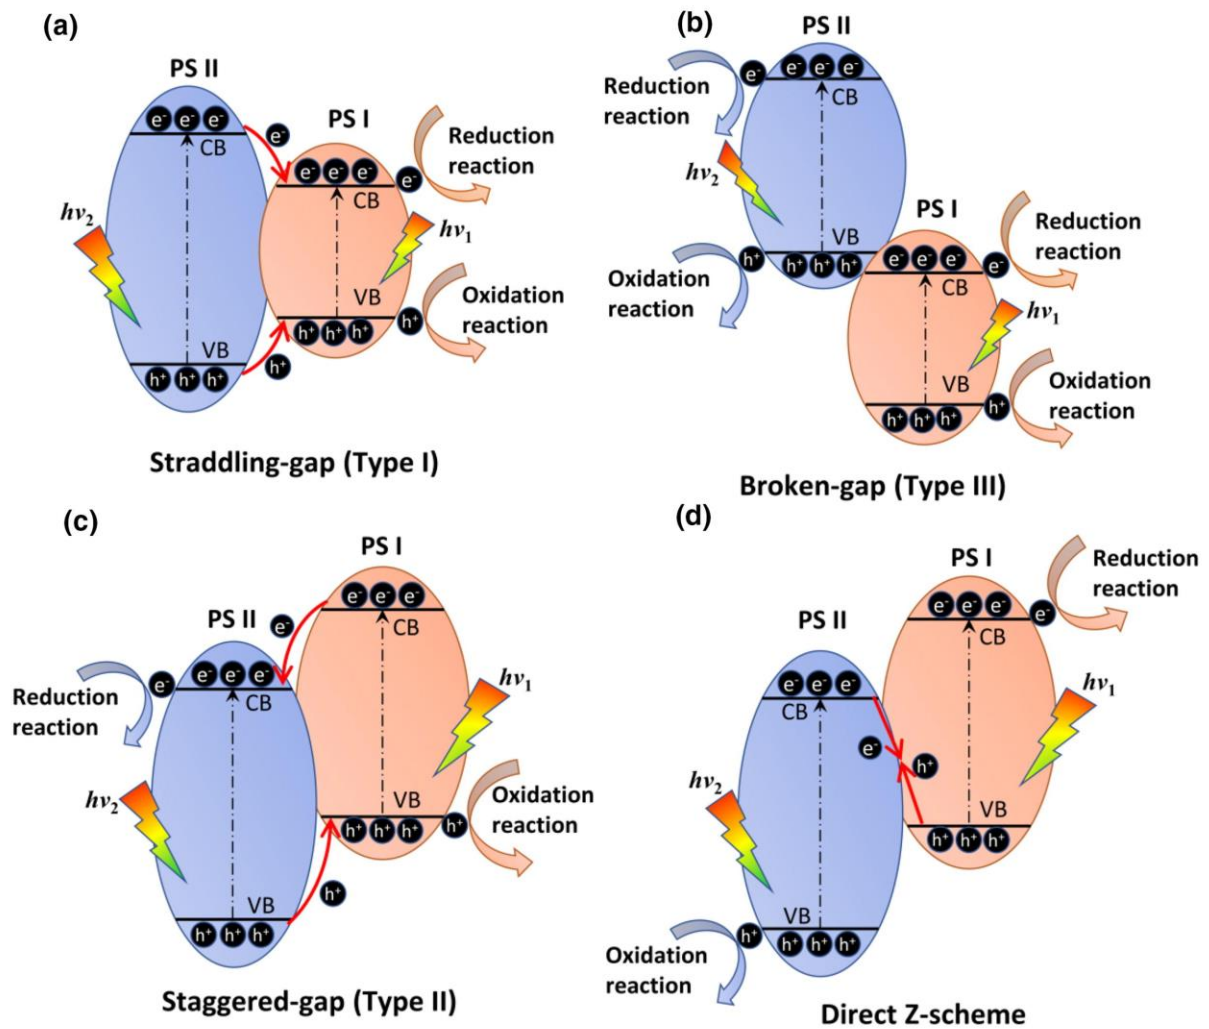 (a)
PS II
e⁻ e⁻ e⁻
CB
e⁻
PS I
e⁻ e⁻ e⁻
CB
e⁻
Reduction
reaction
hν₂
hν₁
VB
h⁺ h⁺ h⁺
h⁺
VB
h⁺ h⁺ h⁺
h⁺
Oxidation
reaction
Straddling-gap (Type I)
(b)
PS II
e⁻
e⁻ e⁻ e⁻
CB
Reduction
reaction
hν₂
VB
h⁺
h⁺ h⁺ h⁺
Oxidation
reaction
PS I
e⁻ e⁻ e⁻
CB
e⁻
Reduction
reaction
hν₁
VB
h⁺ h⁺ h⁺
h⁺
Oxidation
reaction
Broken-gap (Type III)
(c)
PS I
e⁻ e⁻ e⁻
CB
e⁻
PS II
e⁻
e⁻ e⁻ e⁻
CB
Reduction
reaction
hν₁
hν₂
VB
h⁺ h⁺ h⁺
h⁺
Oxidation
reaction
VB
h⁺ h⁺ h⁺
h⁺
Staggered-gap (Type II)
(d)
PS I
e⁻ e⁻ e⁻
CB
e⁻
Reduction
reaction
PS II
e⁻ e⁻ e⁻
CB
e⁻
h⁺
hν₁
hν₂
VB
h⁺ h⁺ h⁺
VB
h⁺
h⁺ h⁺ h⁺
Oxidation
reaction
Direct Z-scheme